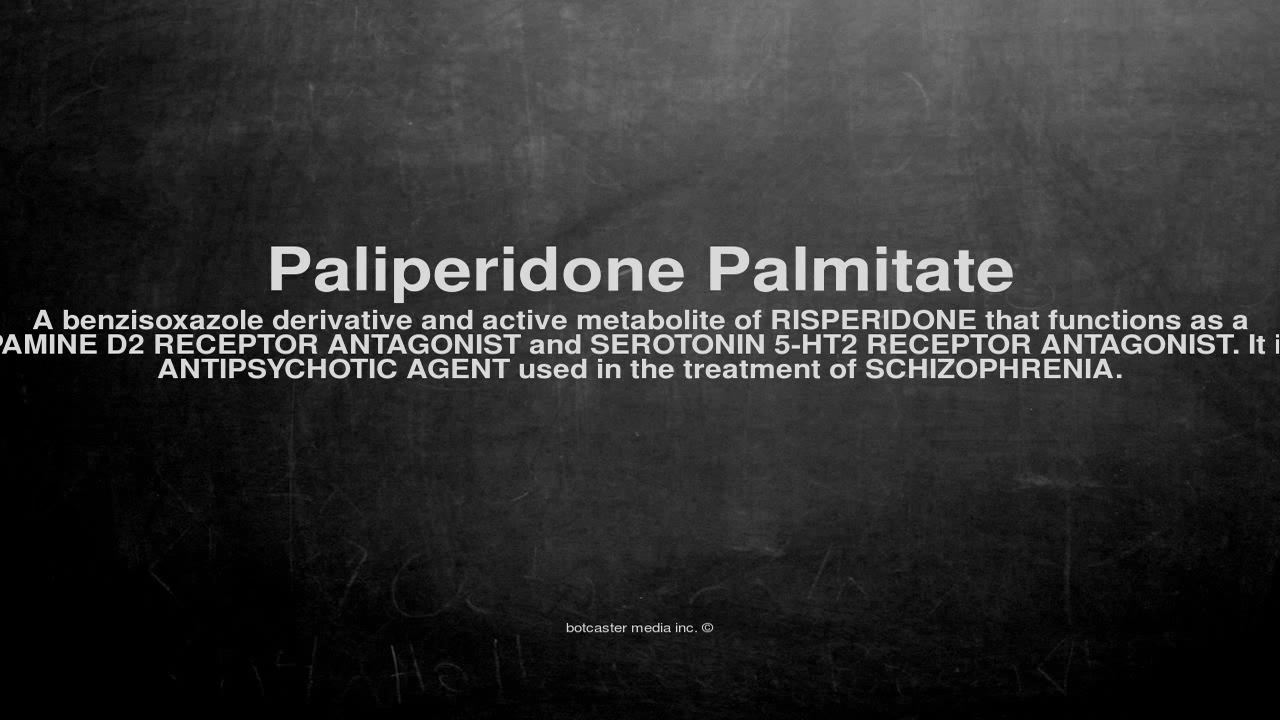 Paliperidone Palmitate
A benzisoxazole derivative and active metabolite of RISPERIDONE that functions as a
PAMINE D2 RECEPTOR ANTAGONIST and SEROTONIN 5-HT2 RECEPTOR ANTAGONIST. It i
ANTIPSYCHOTIC AGENT used in the treatment of SCHIZOPHRENIA.
botcaster media inc. ©